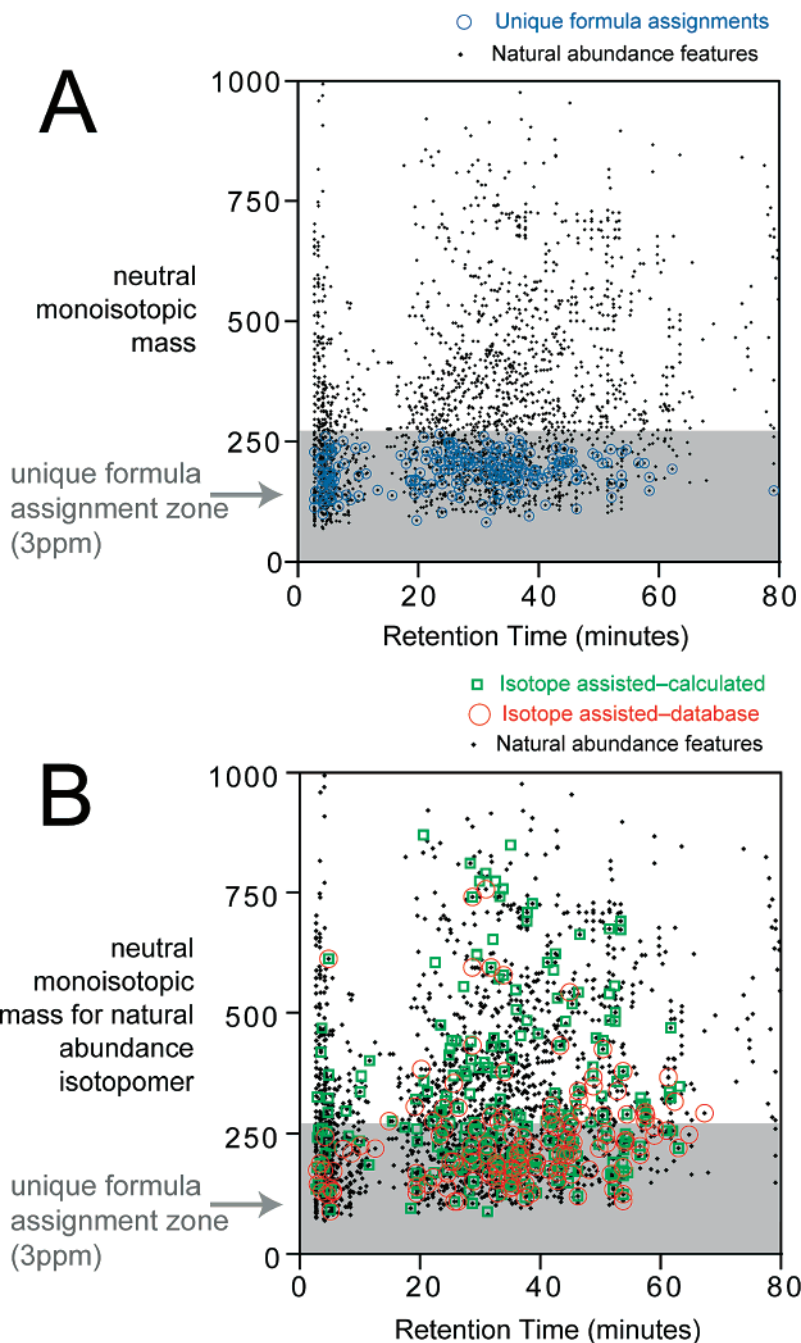 Unique formula assignments
Natural abundance features
A
1000
750
500
250
0
neutral
monoisotopic
mass
unique formula
assignment zone
(3ppm)
0 20 40 60 80
Retention Time (minutes)
Isotope assisted–calculated
Isotope assisted–database
Natural abundance features
B
1000
750
500
250
0
neutral
monoisotopic
mass for natural
abundance
isotopomer
unique formula
assignment zone
(3ppm)
0 20 40 60 80
Retention Time (minutes)